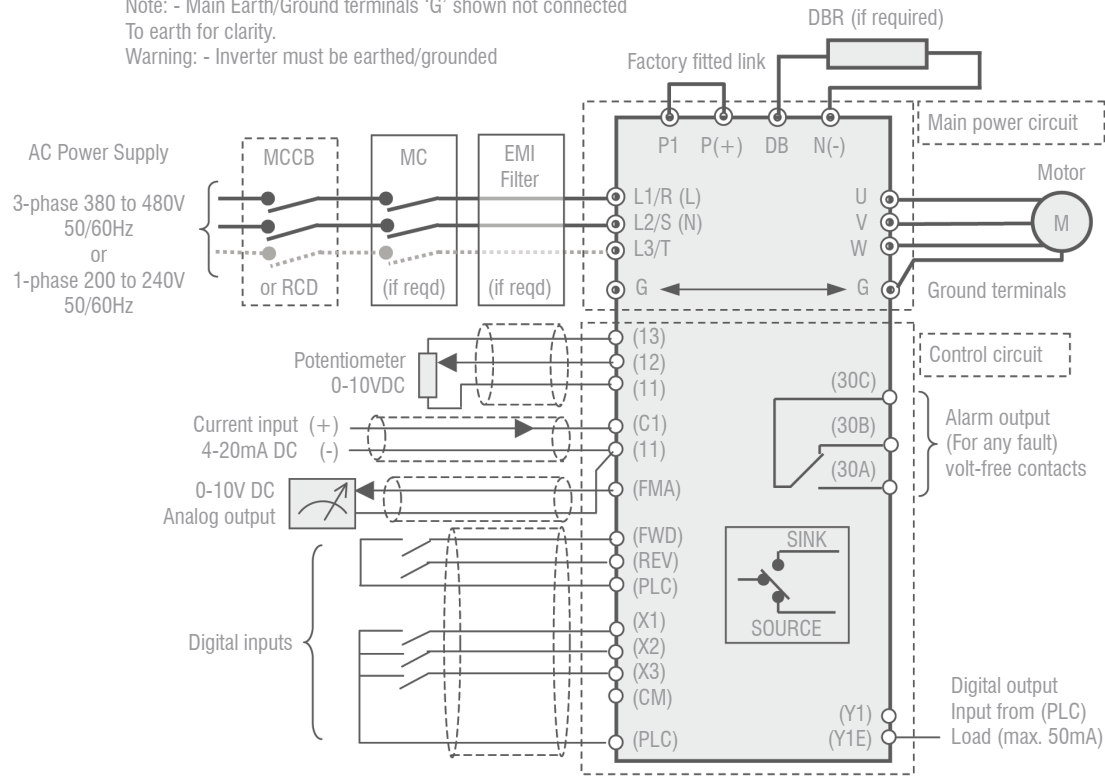 Note: - Main Earth/Ground terminals ‘G’ shown not connected
To earth for clarity.
Warning: - Inverter must be earthed/grounded
DBR (if required)
Factory fitted link
Main power circuit
P1 P(+) DB N(-)
AC Power Supply
3-phase 380 to 480V
50/60Hz
or
1-phase 200 to 240V
50/60Hz
MCCB
or RCD
MC
(if reqd)
EMI
Filter
(if reqd)
L1/R (L)
L2/S (N)
L3/T
G
U
V
W
G
Motor
M
Ground terminals
Control circuit
Potentiometer
0-10VDC
(13)
(12)
(11)
Current input (+)
4-20mA DC (-)
(C1)
(11)
0-10V DC
Analog output
(FMA)
(30C)
(30B)
(30A)
Alarm output
(For any fault)
volt-free contacts
Digital inputs
(FWD)
(REV)
(PLC)
(X1)
(X2)
(X3)
(CM)
(PLC)
SINK
SOURCE
(Y1)
(Y1E)
Digital output
Input from (PLC)
Load (max. 50mA)